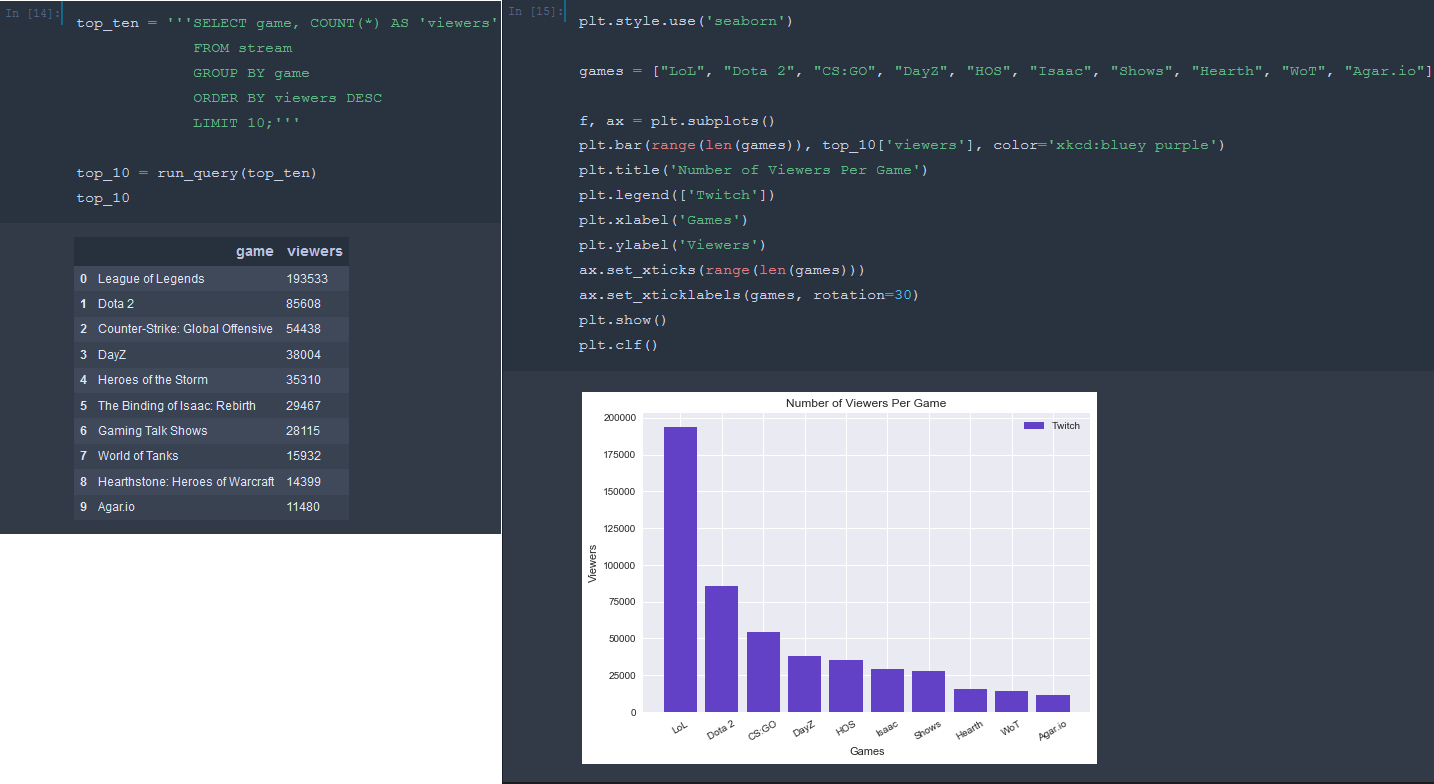 In [14]:
top_ten = '''SELECT game, COUNT(*) AS 'viewers'
FROM stream
GROUP BY game
ORDER BY viewers DESC
LIMIT 10;'''
top_10 = run_query(top_ten)
top_10
game viewers
0 League of Legends 193533
1 Dota 2 85608
2 Counter-Strike: Global Offensive 54438
3 DayZ 38004
4 Heroes of the Storm 35310
5 The Binding of Isaac: Rebirth 29467
6 Gaming Talk Shows 28115
7 World of Tanks 15932
8 Hearthstone: Heroes of Warcraft 14399
9 Agar.io 11480
In [15]:
plt.style.use('seaborn')
games = ["LoL", "Dota 2", "CS:GO", "DayZ", "HOS", "Isaac", "Shows", "Hearth", "WoT", "Agar.io"]
f, ax = plt.subplots()
plt.bar(range(len(games)), top_10['viewers'], color='xkcd:bluey purple')
plt.title('Number of Viewers Per Game')
plt.legend(['Twitch'])
plt.xlabel('Games')
plt.ylabel('Viewers')
ax.set_xticks(range(len(games)))
ax.set_xticklabels(games, rotation=30)
plt.show()
plt.clf()
Number of Viewers Per Game
Twitch
200000
175000
150000
125000
100000
75000
50000
25000
0
Viewers
LoL Dota 2 CS:GO DayZ HOS Isaac Shows Hearth WoT Agar.io
Games